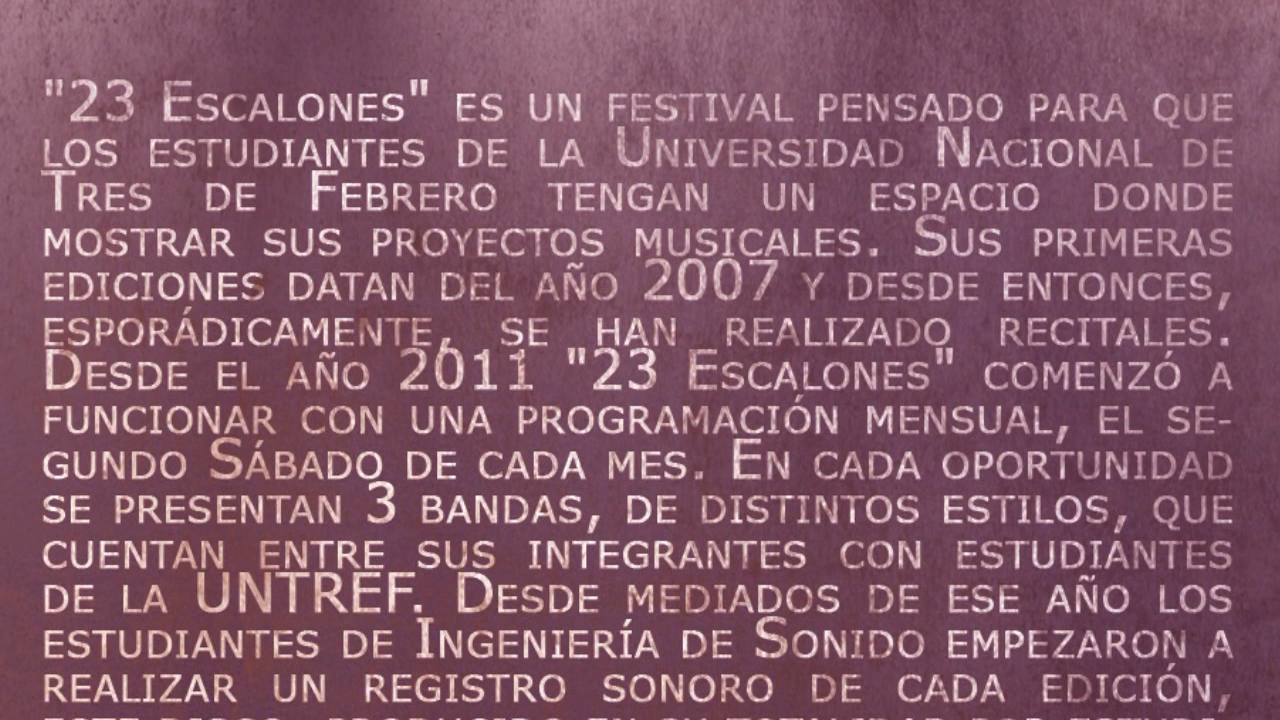 "23 Escalones" es un festival pensado para que
los estudiantes de la Universidad Nacional de
Tres de Febrero tengan un espacio donde
mostrar sus proyectos musicales. Sus primeras
ediciones datan del año 2007 y desde entonces,
esporádicamente, se han realizado recitales.
Desde el año 2011 "23 Escalones" comenzó a
funcionar con una programación mensual, el se-
gundo Sábado de cada mes. En cada oportunidad
se presentan 3 bandas, de distintos estilos, que
cuentan entre sus integrantes con estudiantes
de la UNTREF. Desde mediados de ese año los
estudiantes de Ingeniería de Sonido empezaron a
realizar un registro sonoro de cada edición,